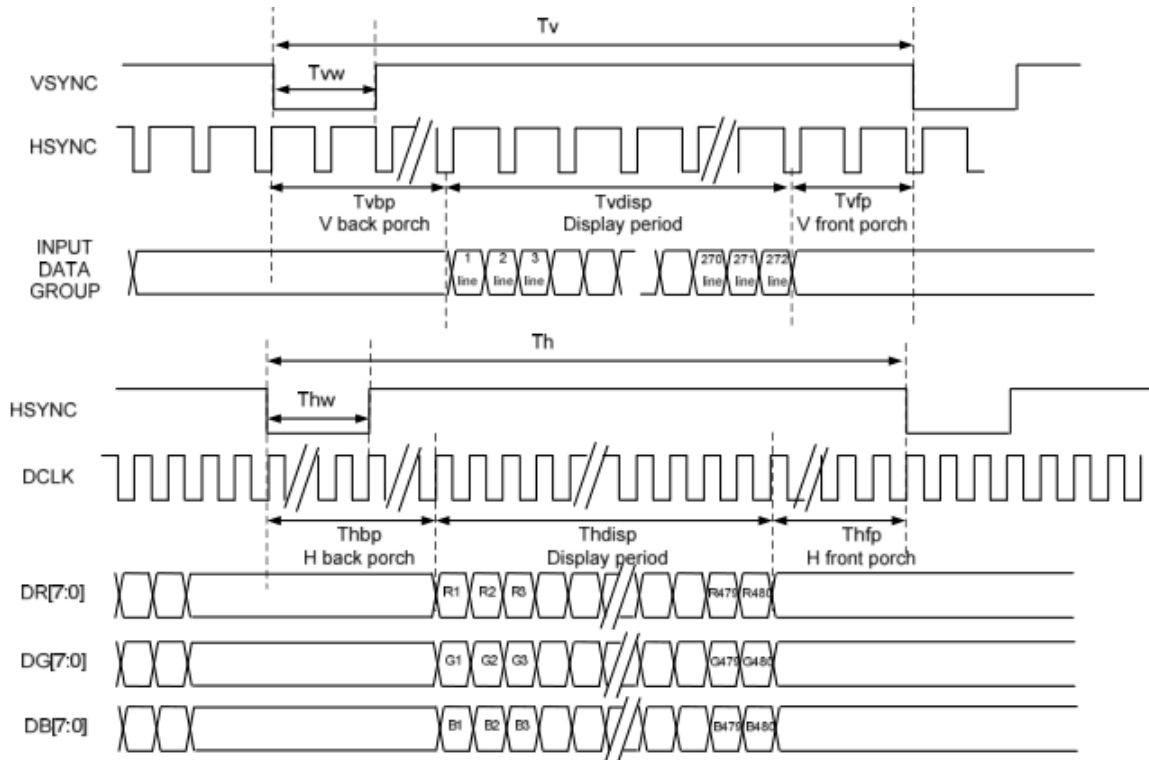 Tv
VSYNC
Tvw
HSYNC
Tvbp
V back porch
Tvdisp
Display period
Tvfp
V front porch
INPUT
DATA
GROUP
1
line
2
line
3
line
270
line
271
line
272
line
Th
HSYNC
Thw
DCLK
Thbp
H back porch
Thdisp
Display period
Thfp
H front porch
DR[7:0]
R1 R2 R3 R479 R480
DG[7:0]
G1 G2 G3 G479 G480
DB[7:0]
B1 B2 B3 B479 B480